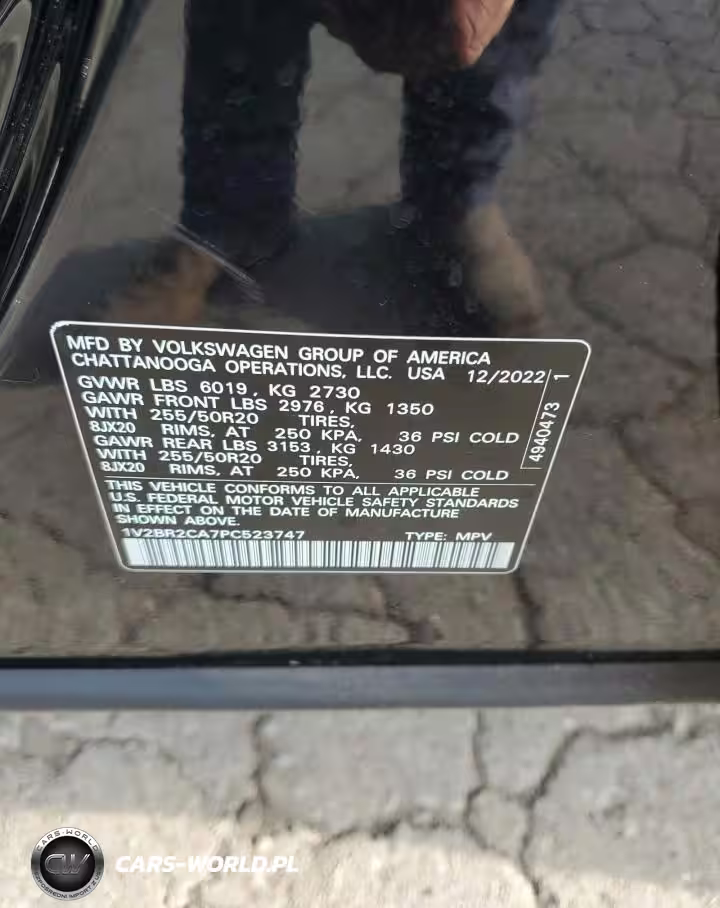 MFD BY VOLKSWAGEN GROUP OF AMERICA
CHATTANOOGA OPERATIONS, LLC. USA 12/2022
GVWR LBS 6019, KG 2730
GAWR FRONT LBS 2976, KG 1350
WITH 255/50R20 TIRES,
8JX20 RIMS, AT 250 KPA, 36 PSI COLD
GAWR REAR LBS 3153, KG 1430
WITH 255/50R20 TIRES,
8JX20 RIMS, AT 250 KPA, 36 PSI COLD
4940473 1
THIS VEHICLE CONFORMS TO ALL APPLICABLE
U.S. FEDERAL MOTOR VEHICLE SAFETY STANDARDS
IN EFFECT ON THE DATE OF MANUFACTURE
SHOWN ABOVE.
1V2BR2CA7PC523747 TYPE: MPV
CARS-WORLD
CW
CARS-WORLD.PL